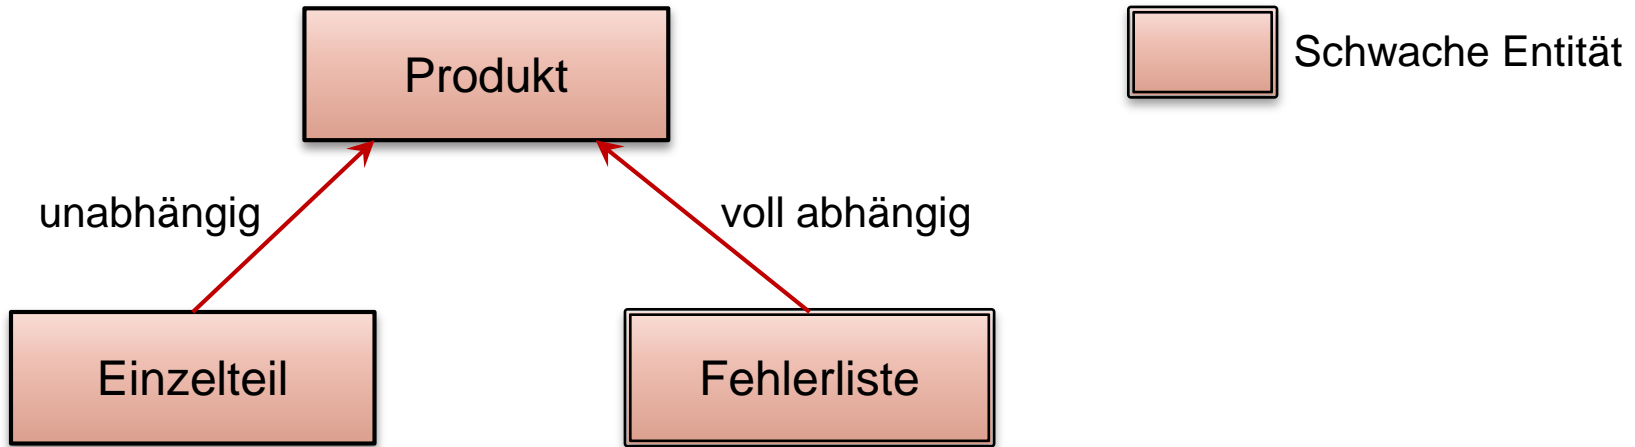 Produkt
Schwache Entität
unabhängig
voll abhängig
Einzelteil
Fehlerliste